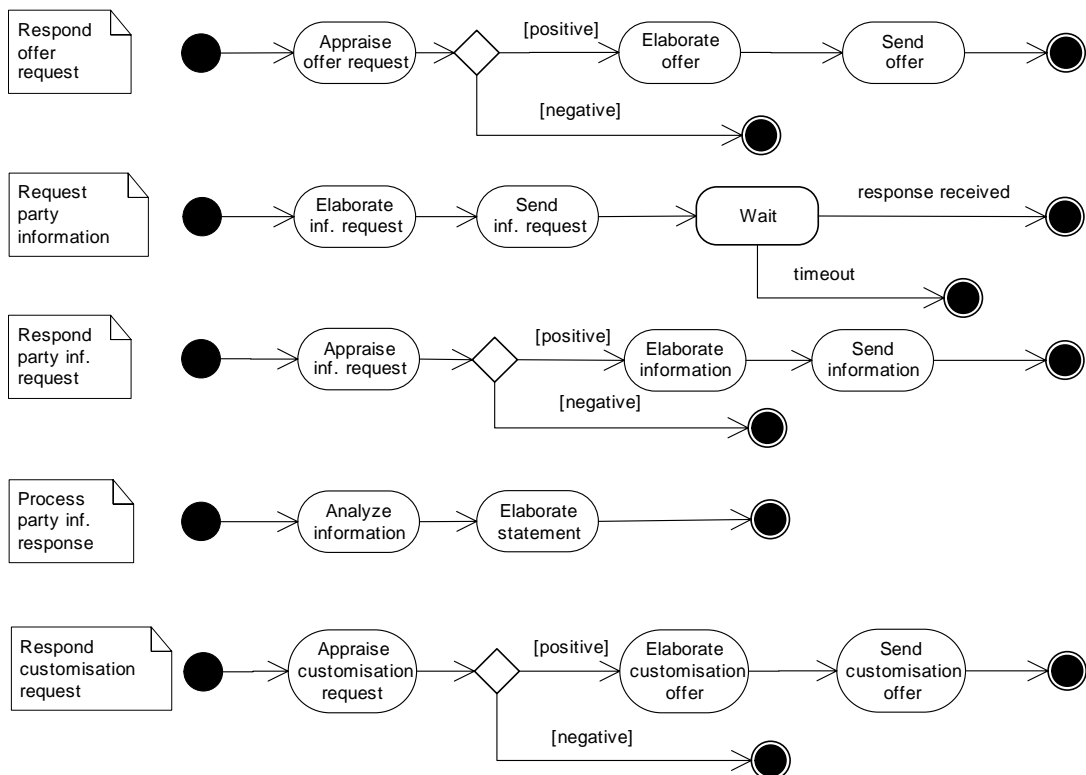 Respond
offer
request
Appraise
offer request
[positive]
Elaborate
offer
Send
offer
[negative]
Request
party
information
Elaborate
inf. request
Send
inf. request
Wait
response received
timeout
Respond
party inf.
request
Appraise
inf. request
[positive]
Elaborate
information
Send
information
[negative]
Process
party inf.
response
Analyze
information
Elaborate
statement
Respond
customisation
request
Appraise
customisation
request
[positive]
Elaborate
customisation
offer
Send
customisation
offer
[negative]